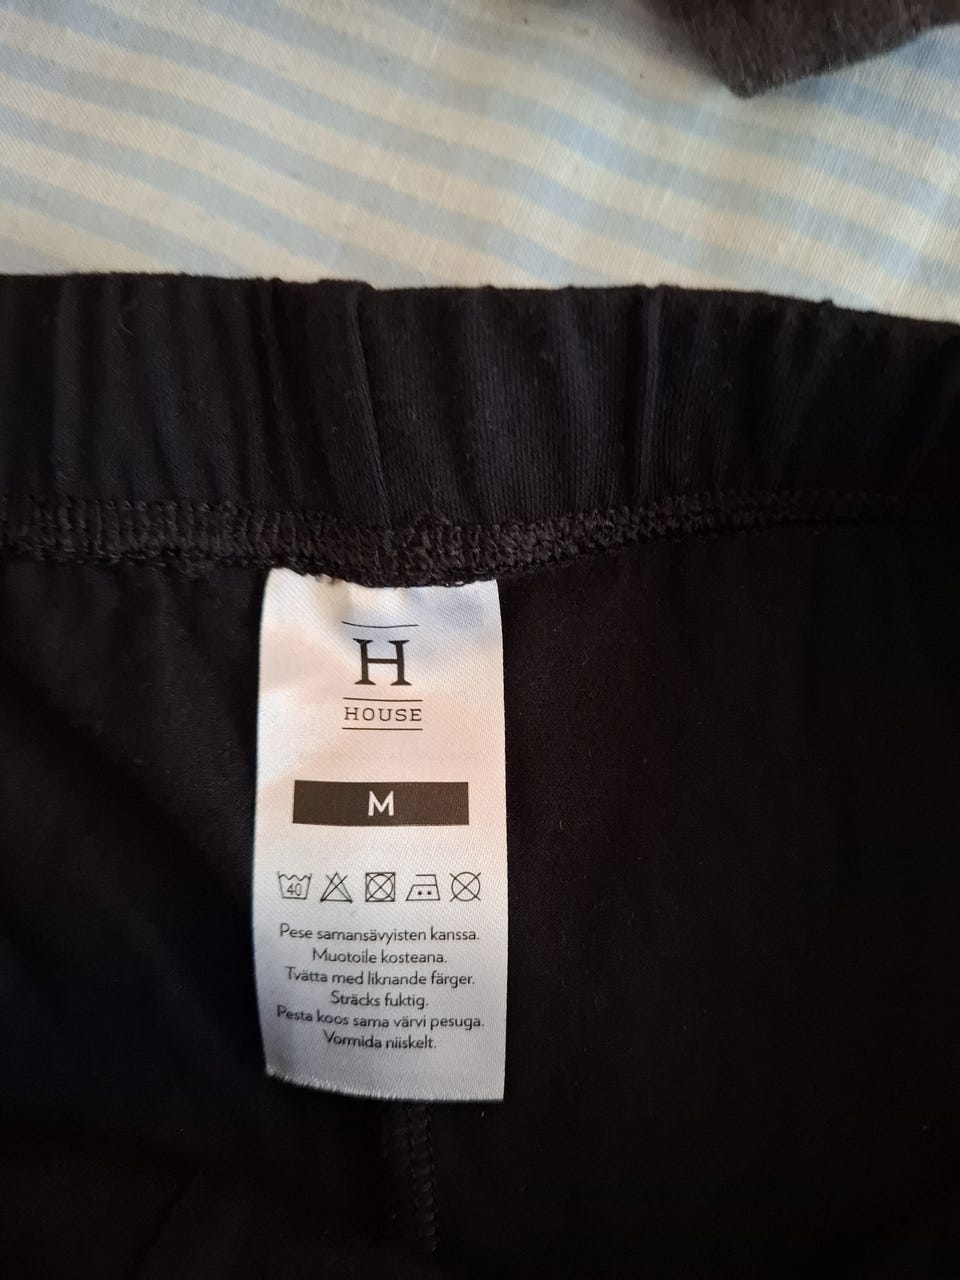 H
HOUSE
M
40
Pese samansävyisten kanssa.
Muotoile kosteana.
Tvätta med liknande färger.
Sträcks fuktig.
Pesta koos sama värvi pesuga.
Vormida niiskelt.